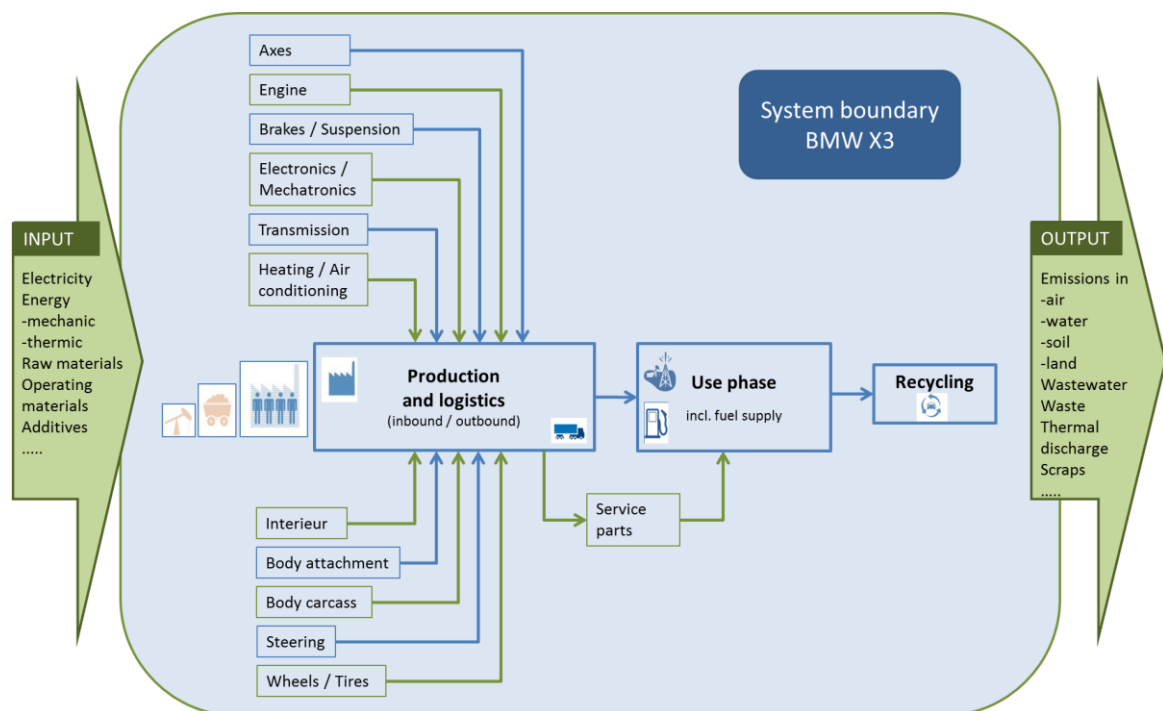 Axes
Engine
Brakes / Suspension
Electronics /
Mechatronics
Transmission
Heating / Air
conditioning
System boundary
BMW X3
INPUT
Electricity
Energy
-mechanic
-thermic
Raw materials
Operating
materials
Additives
.....
Production
and logistics
(inbound / outbound)
Use phase
incl. fuel supply
Recycling
Service
parts
Interieur
Body attachment
Body carcass
Steering
Wheels / Tires
OUTPUT
Emissions in
-air
-water
-soil
-land
Wastewater
Waste
Thermal
discharge
Scraps
.....